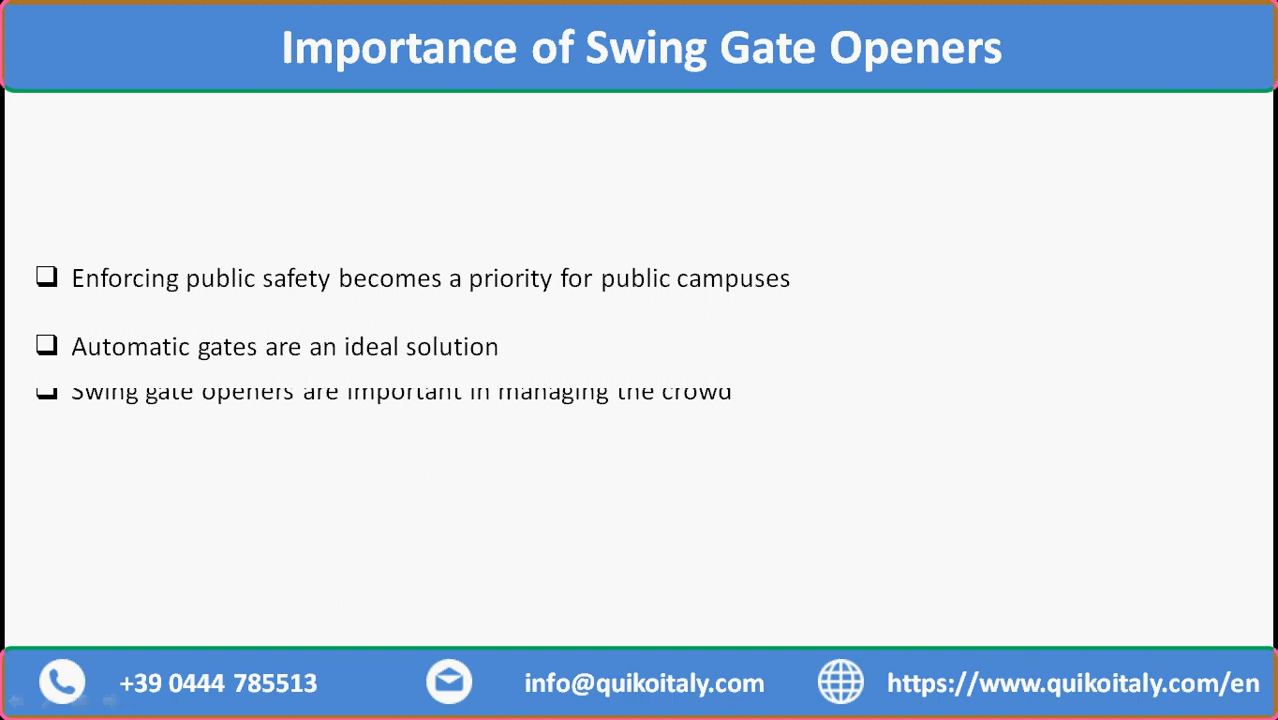 Importance of Swing Gate Openers
Enforcing public safety becomes a priority for public campuses
Automatic gates are an ideal solution
Swing gate openers are important in managing the crowd
+39 0444 785513 info@quikoitaly.com https://www.quikoitaly.com/en